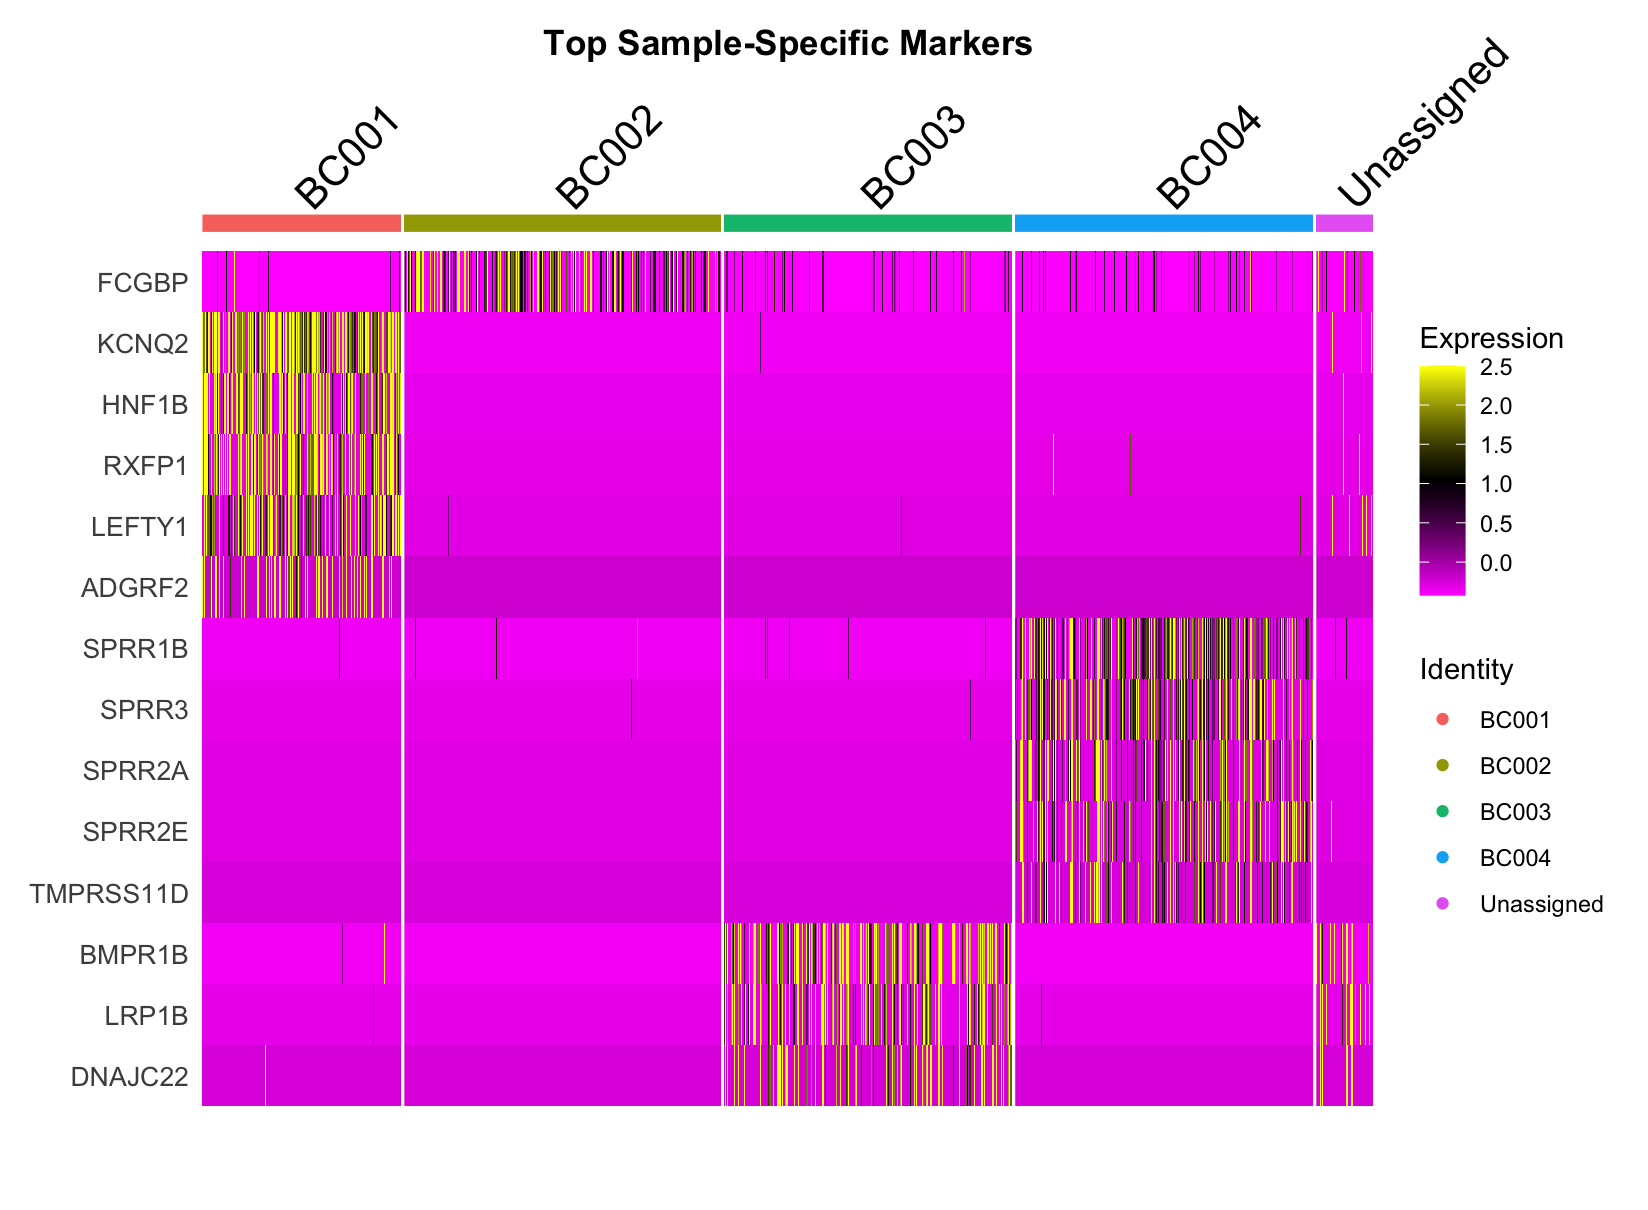 Top Sample-Specific Markers
BC001
BC002
BC003
BC004
Unassigned
FCGBP
KCNQ2
HNF1B
RXFP1
LEFTY1
ADGRF2
SPRR1B
SPRR3
SPRR2A
SPRR2E
TMPRSS11D
BMPR1B
LRP1B
DNAJC22
Expression
2.5
2.0
1.5
1.0
0.5
0.0
Identity
BC001
BC002
BC003
BC004
Unassigned